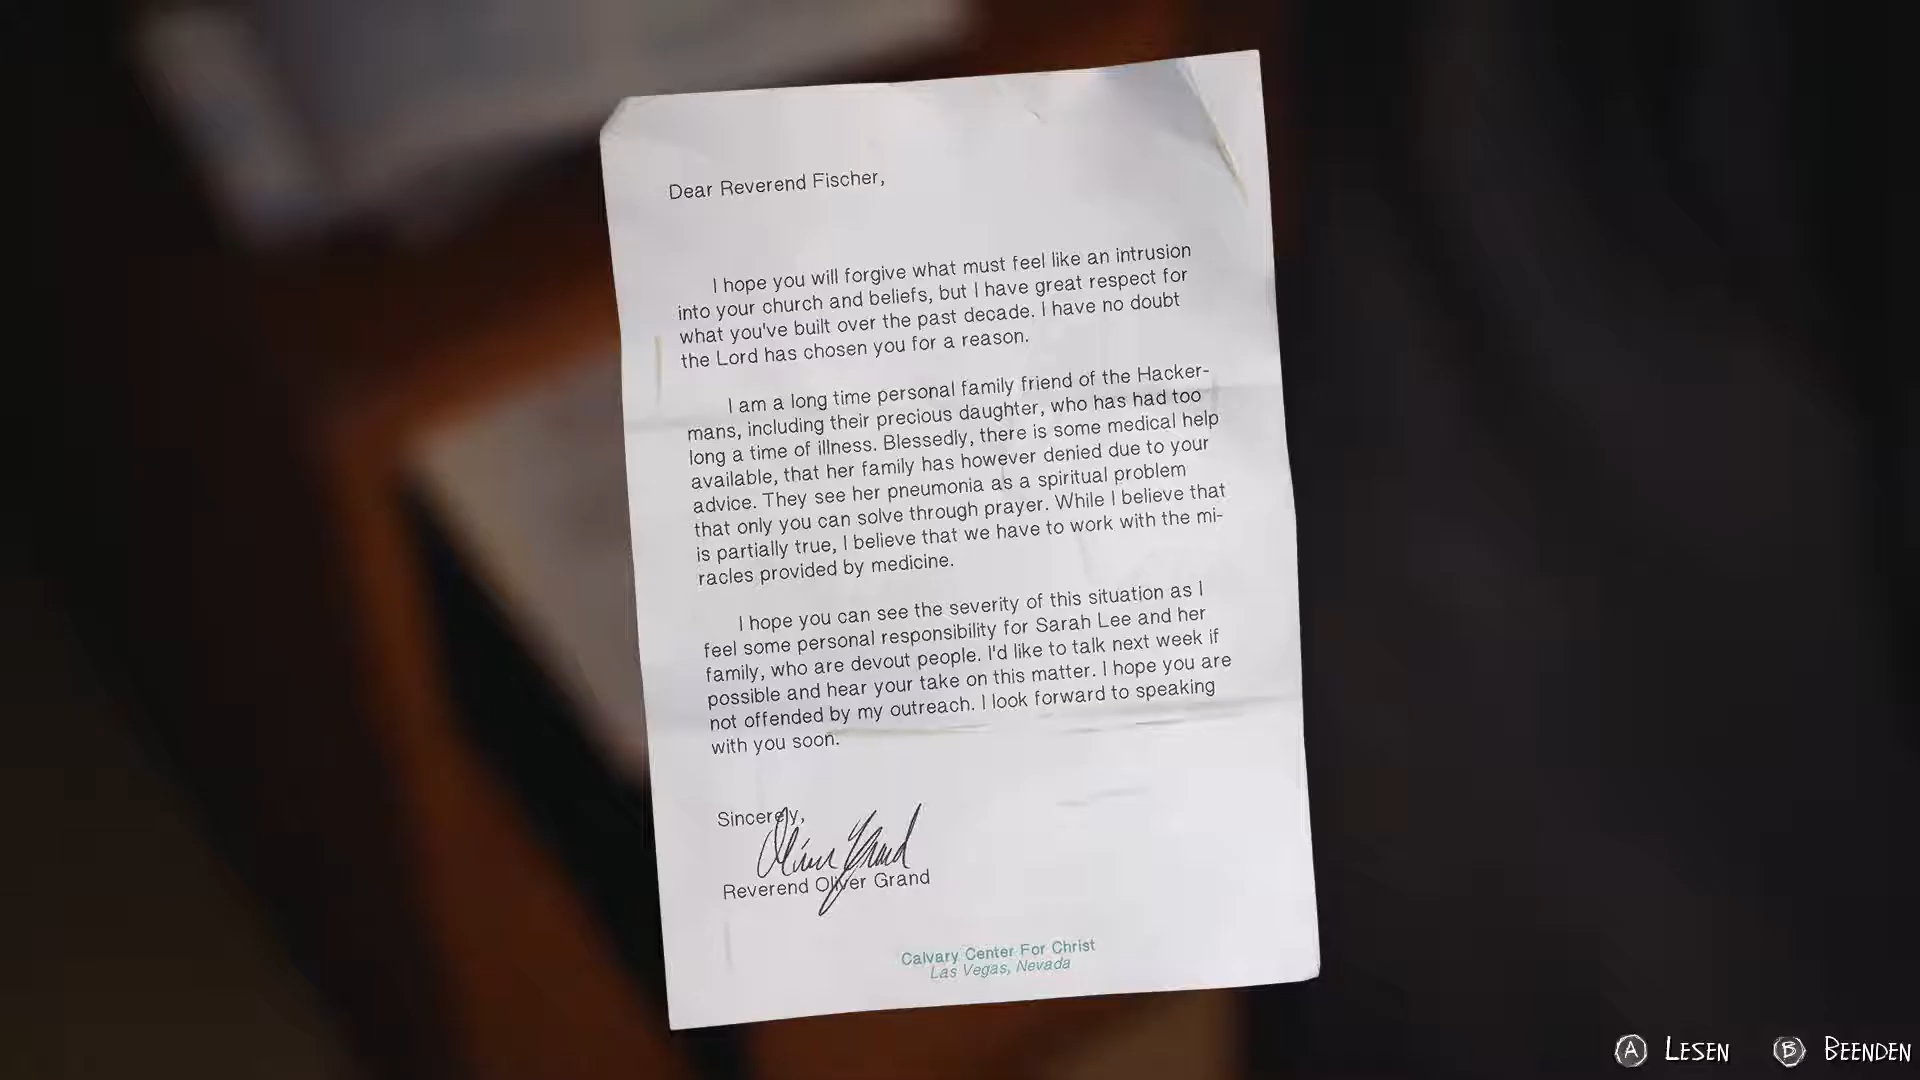 Dear Reverend Fischer,
I hope you will forgive what must feel like an intrusion
into your church and beliefs, but I have great respect for
what you've built over the past decade. I have no doubt
the Lord has chosen you for a reason.
I am a long time personal family friend of the Hacker-
mans, including their precious daughter, who has had too
long a time of illness. Blessedly, there is some medical help
available, that her family has however denied due to your
advice. They see her pneumonia as a spiritual problem
that only you can solve through prayer. While I believe that
is partially true, I believe that we have to work with the mi-
racles provided by medicine.
I hope you can see the severity of this situation as I
feel some personal responsibility for Sarah Lee and her
family, who are devout people. I'd like to talk next week if
possible and hear your take on this matter. I hope you are
not offended by my outreach. I look forward to speaking
with you soon.
Sincerely,
Oliver Grand
Reverend Oliver Grand
Calvary Center For Christ
Las Vegas, Nevada
A LESEN B BEENDEN